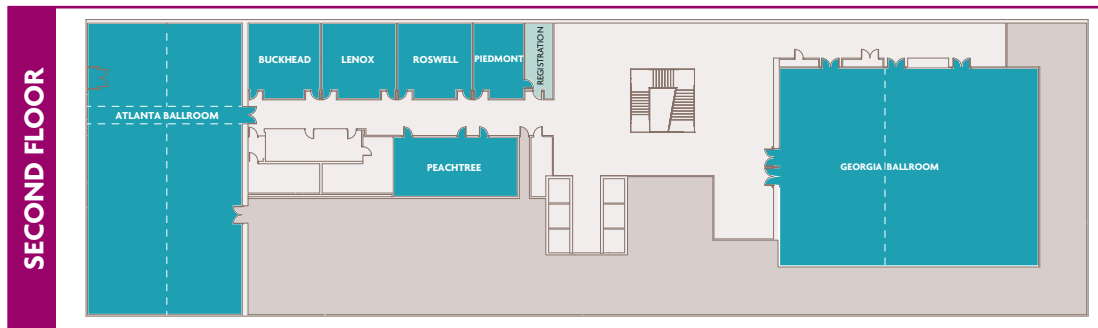 SECOND FLOOR
BUCKHEAD
LENOX
ROSWELL
PIEDMONT
REGISTRATION
ATLANTA BALLROOM
PEACHTREE
GEORGIA BALLROOM